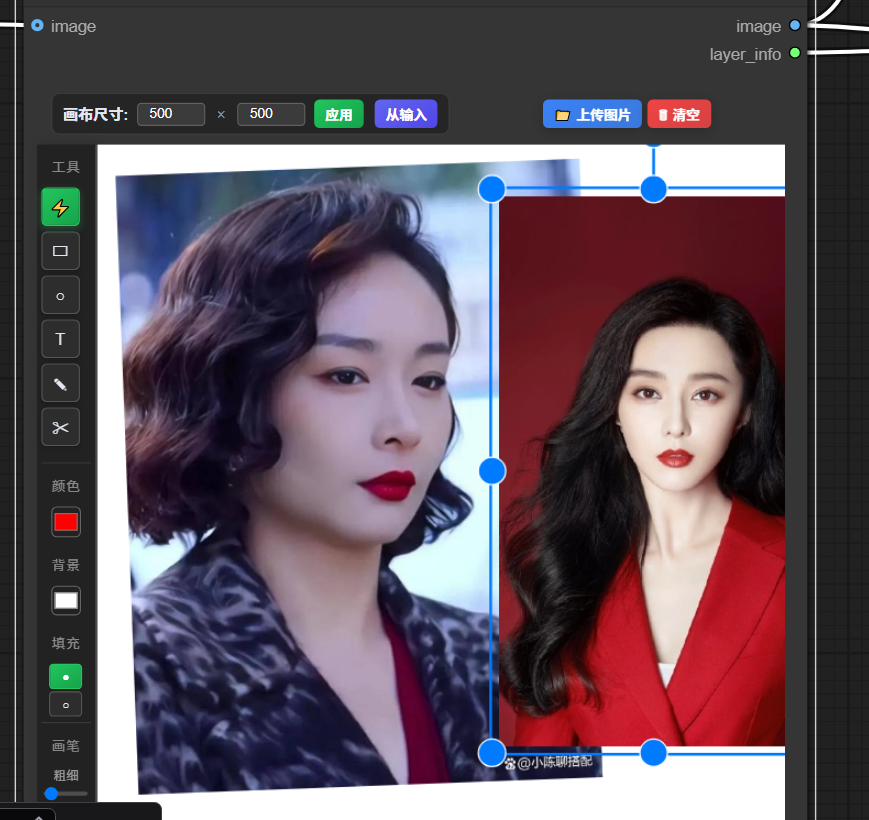 image
image
layer_info
画布尺寸: 500 × 500 应用 从输入 上传图片 清空
工具
T
颜色
背景
填充
画笔
粗细
@小陈聊搭配